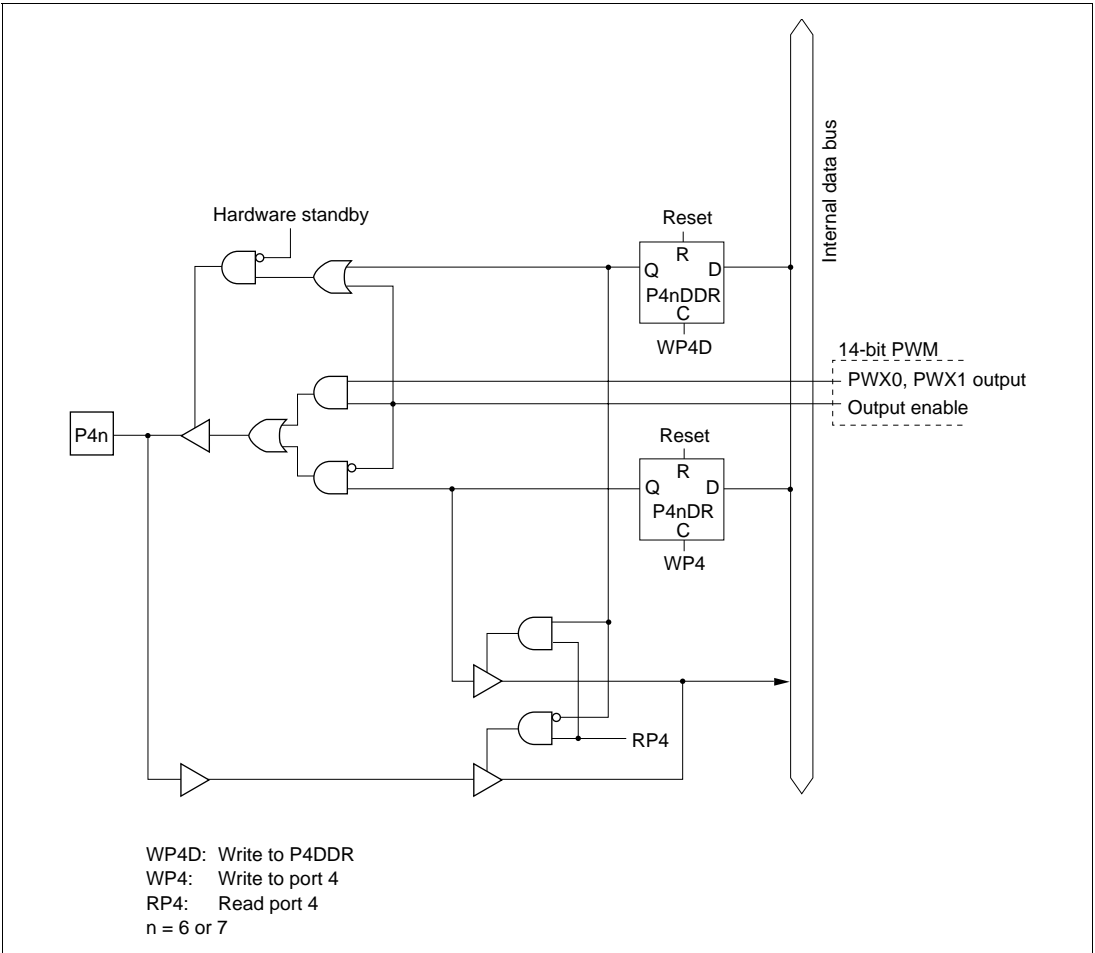 Internal data bus
Hardware standby
Reset
R
Q
D
P4nDDR
C
WP4D
14-bit PWM
PWX0, PWX1 output
Output enable
P4n
Reset
R
Q
D
P4nDR
C
WP4
RP4
WP4D: Write to P4DDR
WP4: Write to port 4
RP4: Read port 4
n = 6 or 7